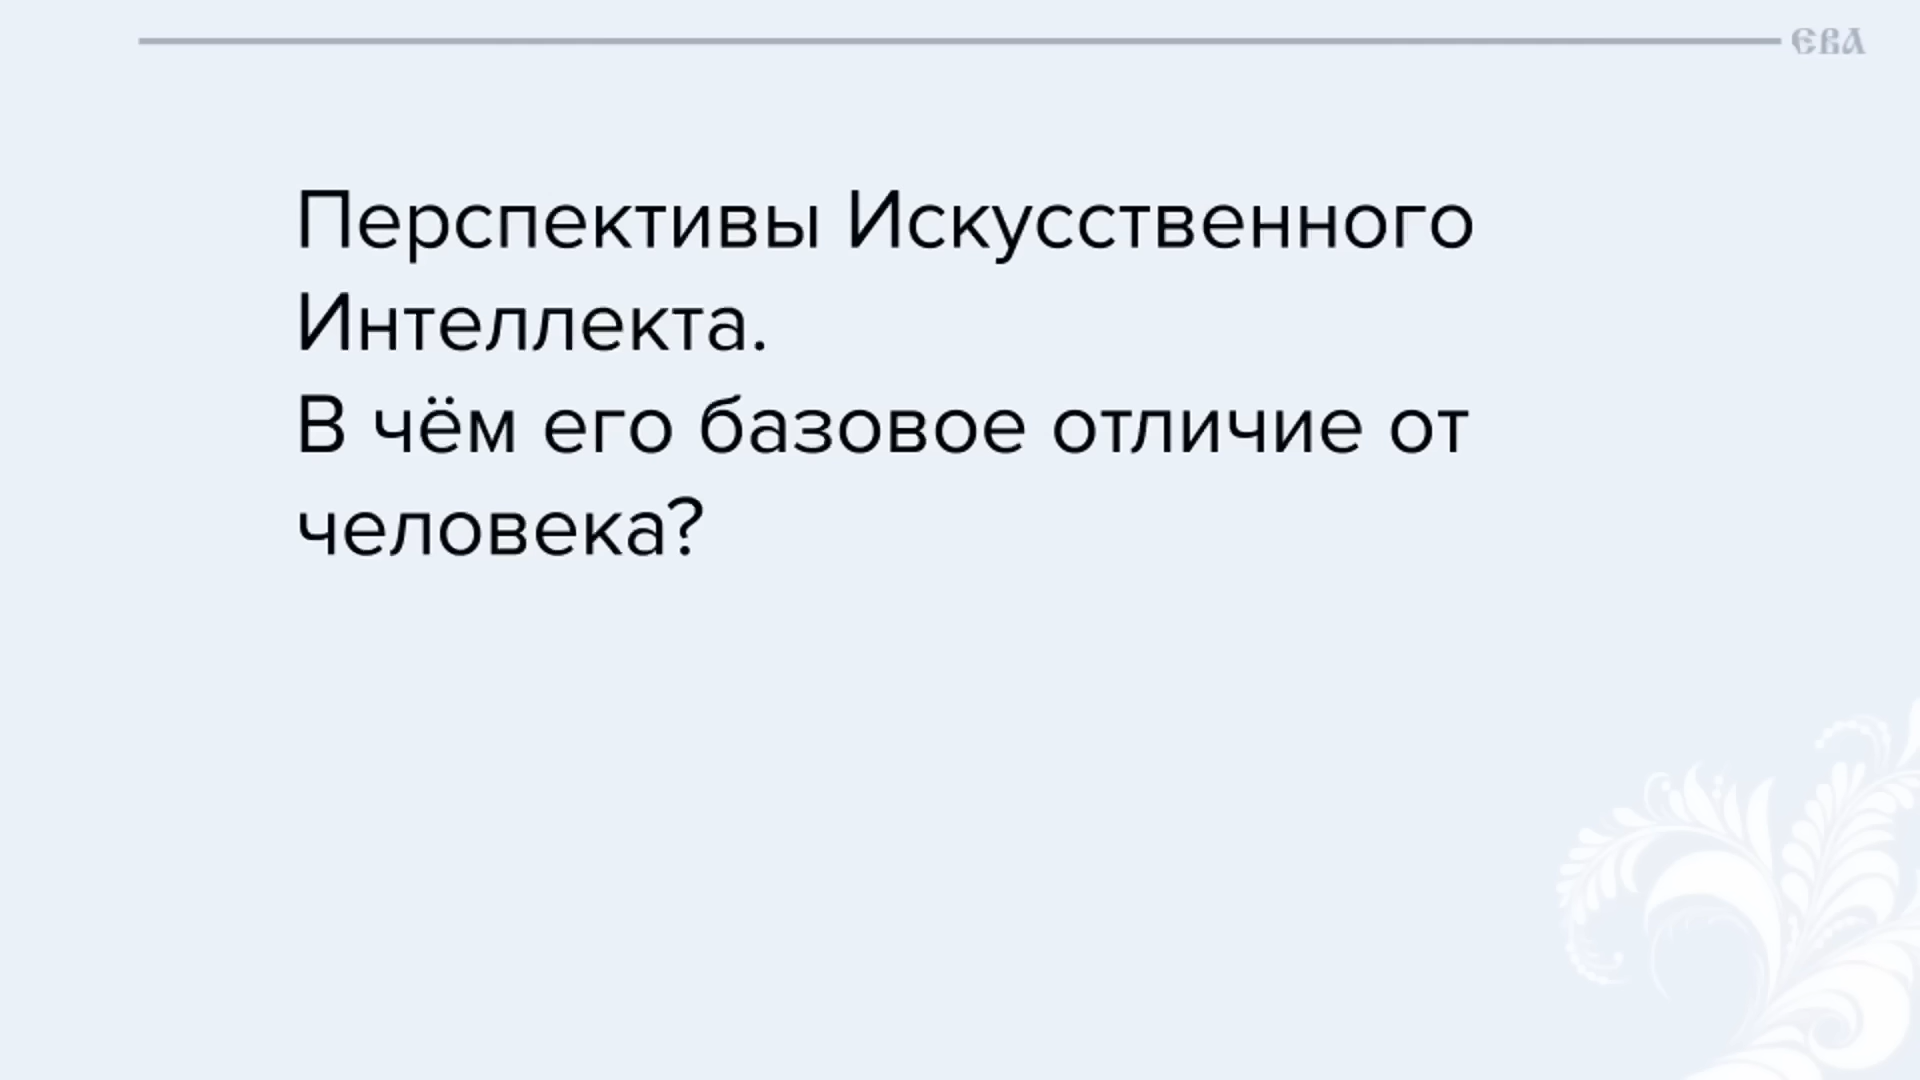 ЄВА
Перспективы Искусственного
Интеллекта.
В чём его базовое отличие от
человека?